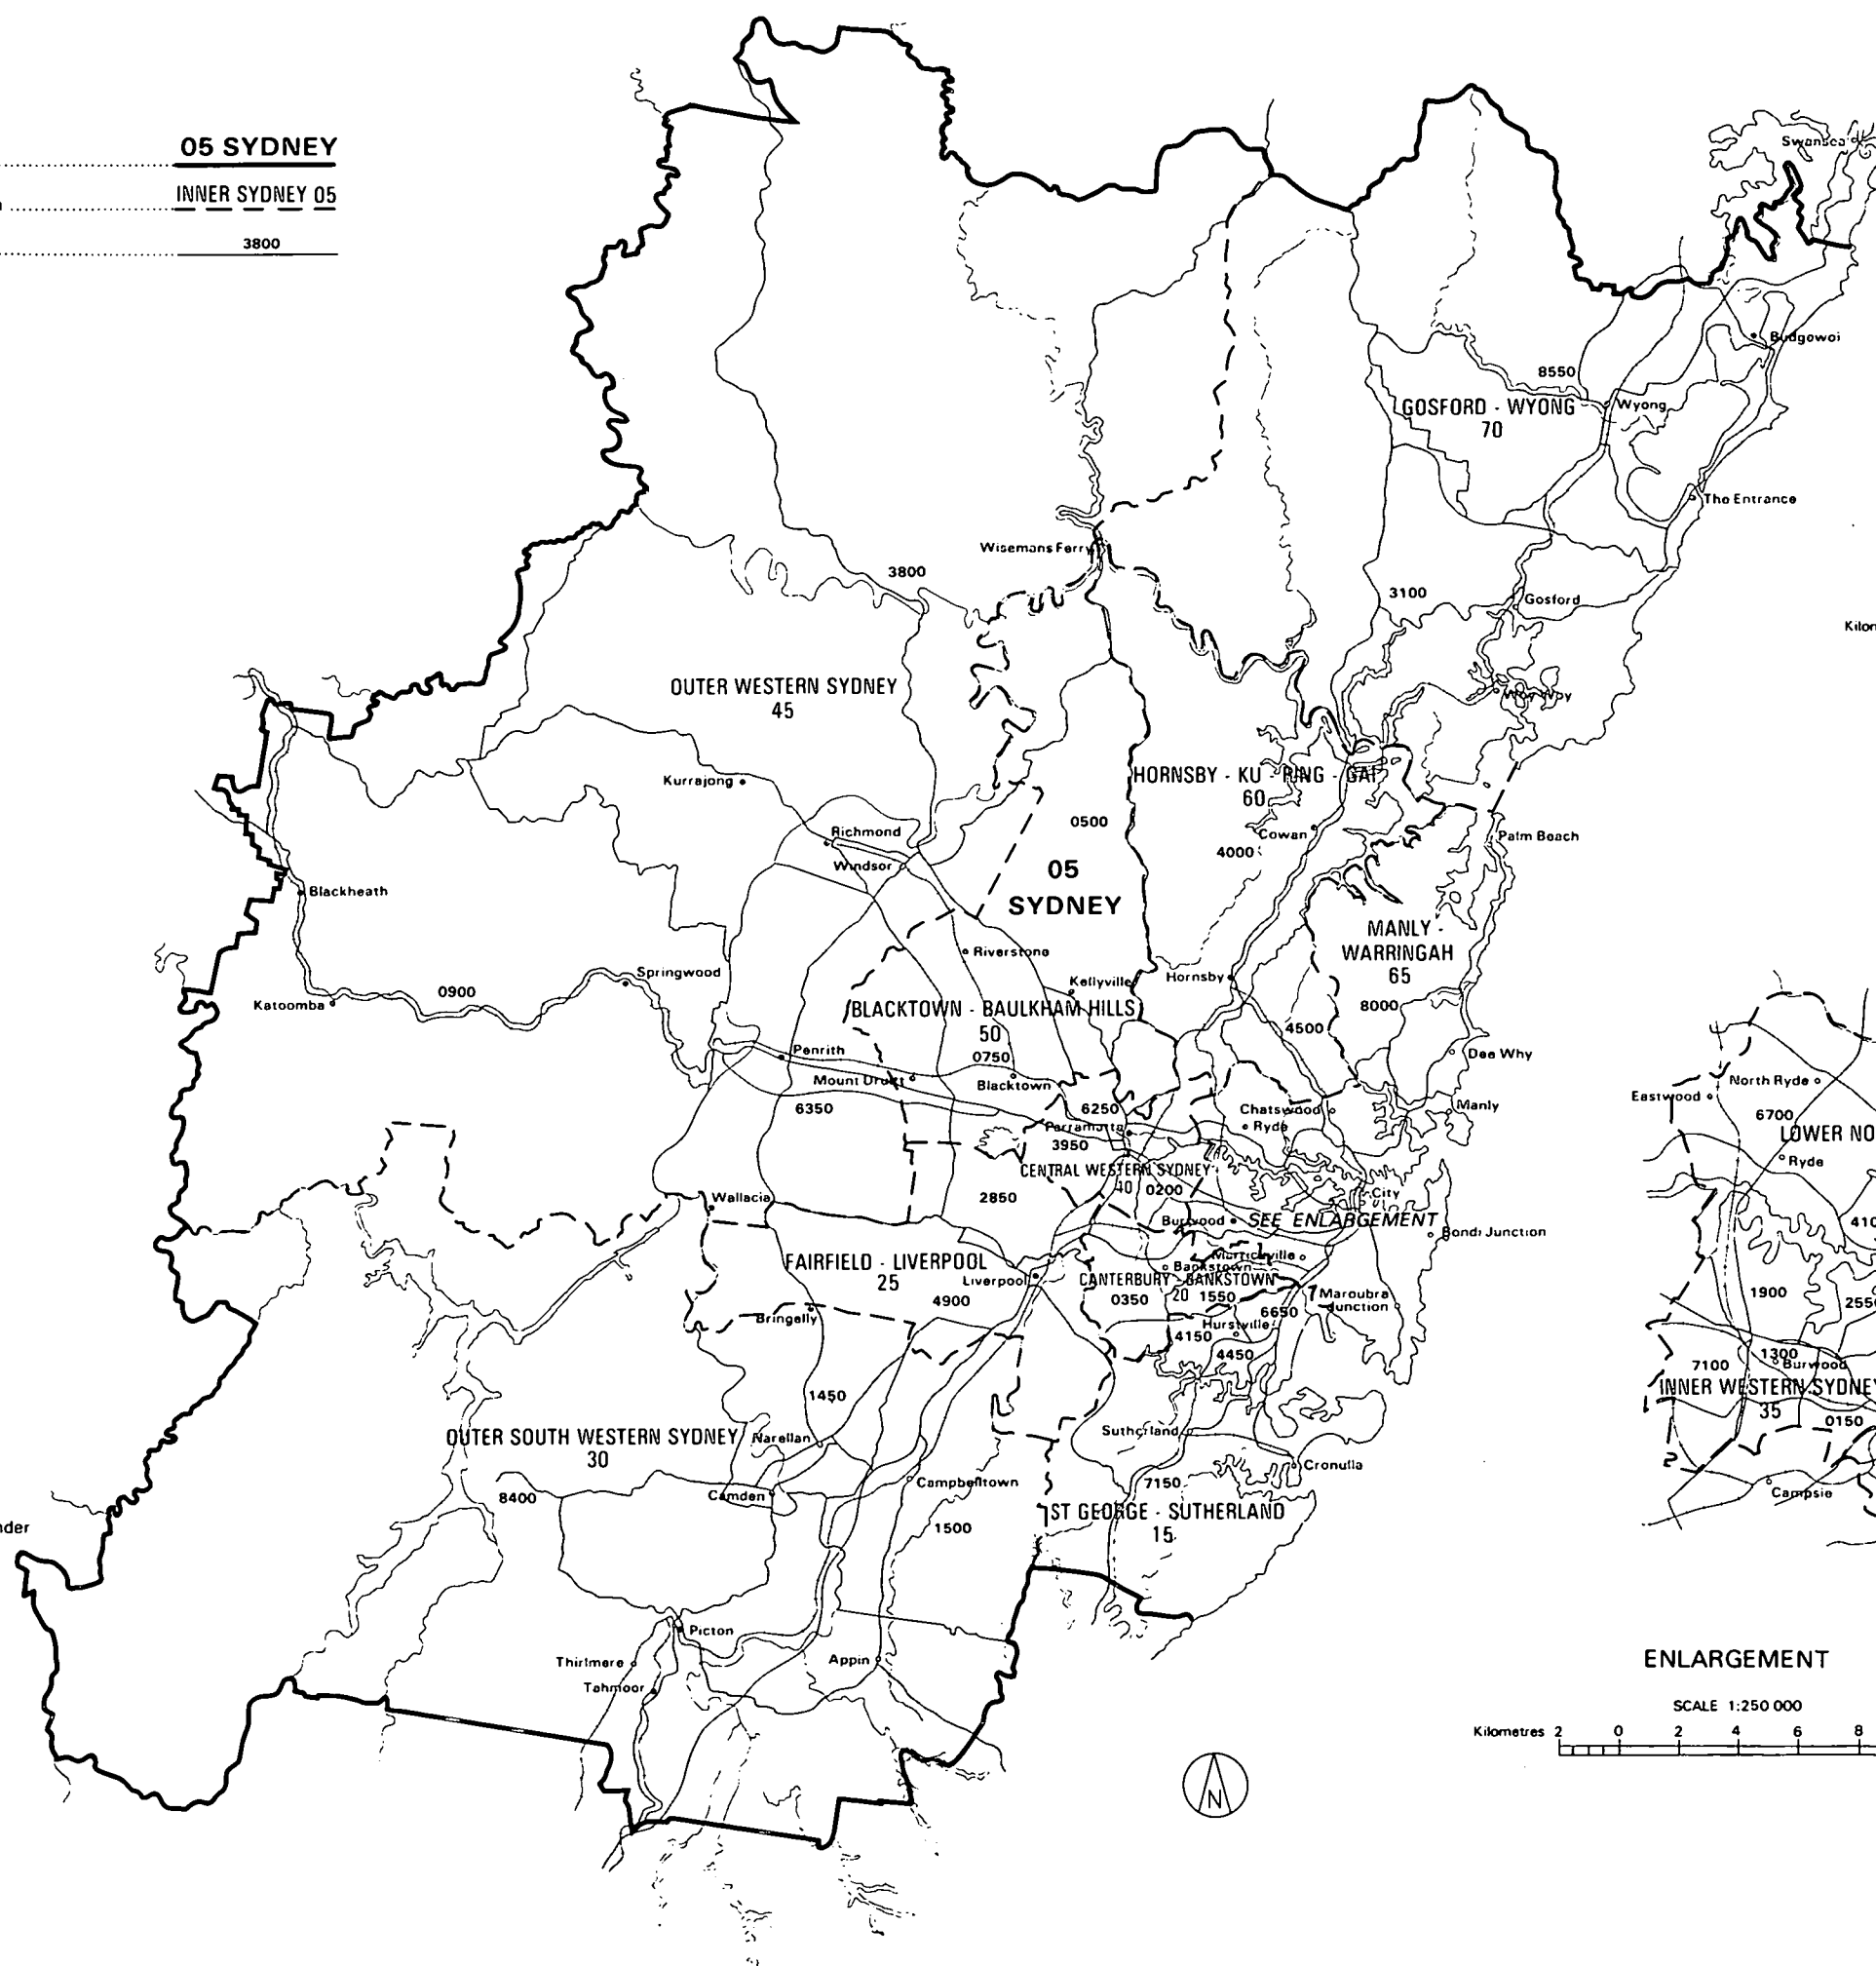 05 SYDNEY
INNER SYDNEY 05
3800
Swansea
Budgewoi
8550
GOSFORD - WYONG
70
Wyong
The Entrance
Wisemans Ferry
3800
3100
Gosford
OUTER WESTERN SYDNEY
45
Woy Woy
Kurrajong
HORNSBY - KU - RING - GAI
60
0500
Richmond
Cowan
Palm Beach
4000
Windsor
05
SYDNEY
Blackheath
MANLY -
WARRINGAH
65
Riverstone
Springwood
Kellyville
Hornsby
0900
Katoomba
BLACKTOWN - BAULKHAM HILLS
50
8000
4500
Penrith
0750
Dee Why
Mount Druitt
Blacktown
6350
6250
Chatswood
Manly
Parramatta
Ryde
3950
CENTRAL WESTERN SYDNEY
40
0200
2850
Wallacia
City
Burwood
SEE ENLARGEMENT
Bondi Junction
Marrickville
FAIRFIELD - LIVERPOOL
25
Bankstown
Liverpool
CANTERBURY - BANKSTOWN
20
0350
1550
4900
Maroubra
Junction
Bringelly
6650
Hurstville
4150
4450
1450
OUTER SOUTH WESTERN SYDNEY
30
Narellan
Sutherland
Cronulla
8400
Camden
Campbelltown
7150
1500
ST GEORGE - SUTHERLAND
15
Picton
Thirlmere
Appin
Tahmoor
N
North Ryde
Eastwood
6700
LOWER NO
Ryde
410
1900
255
1300
7100
Burwood
INNER WESTERN SYDNEY
35
0150
Campsie
ENLARGEMENT
SCALE 1:250 000
Kilometres 2 0 2 4 6 8